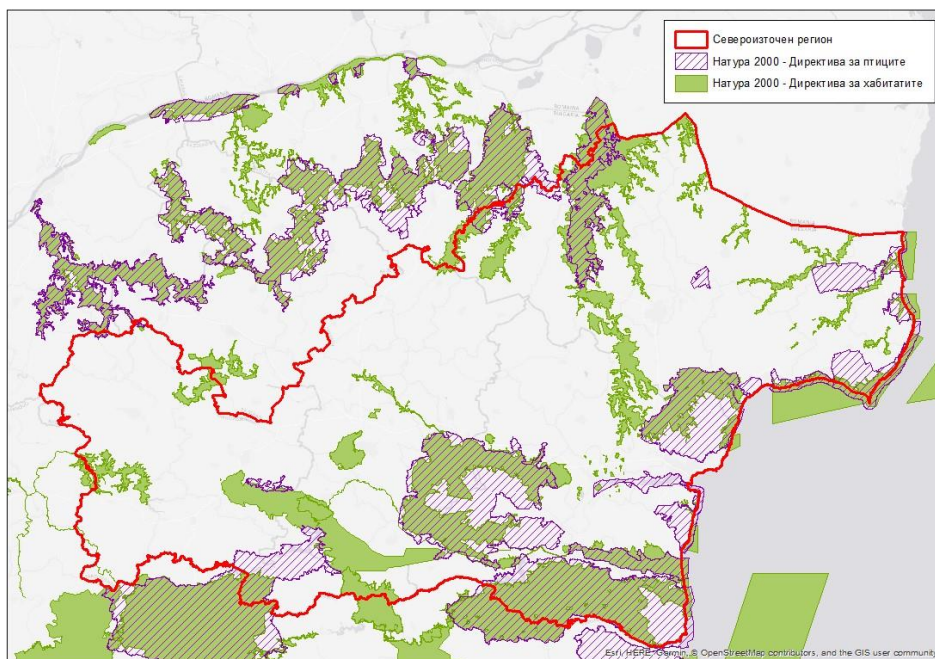 Североизточен регион
Натура 2000 - Директива за птиците
Натура 2000 - Директива за хабитатите
Esri, HERE, Garmin, © OpenStreetMap contributors, and the GIS user community